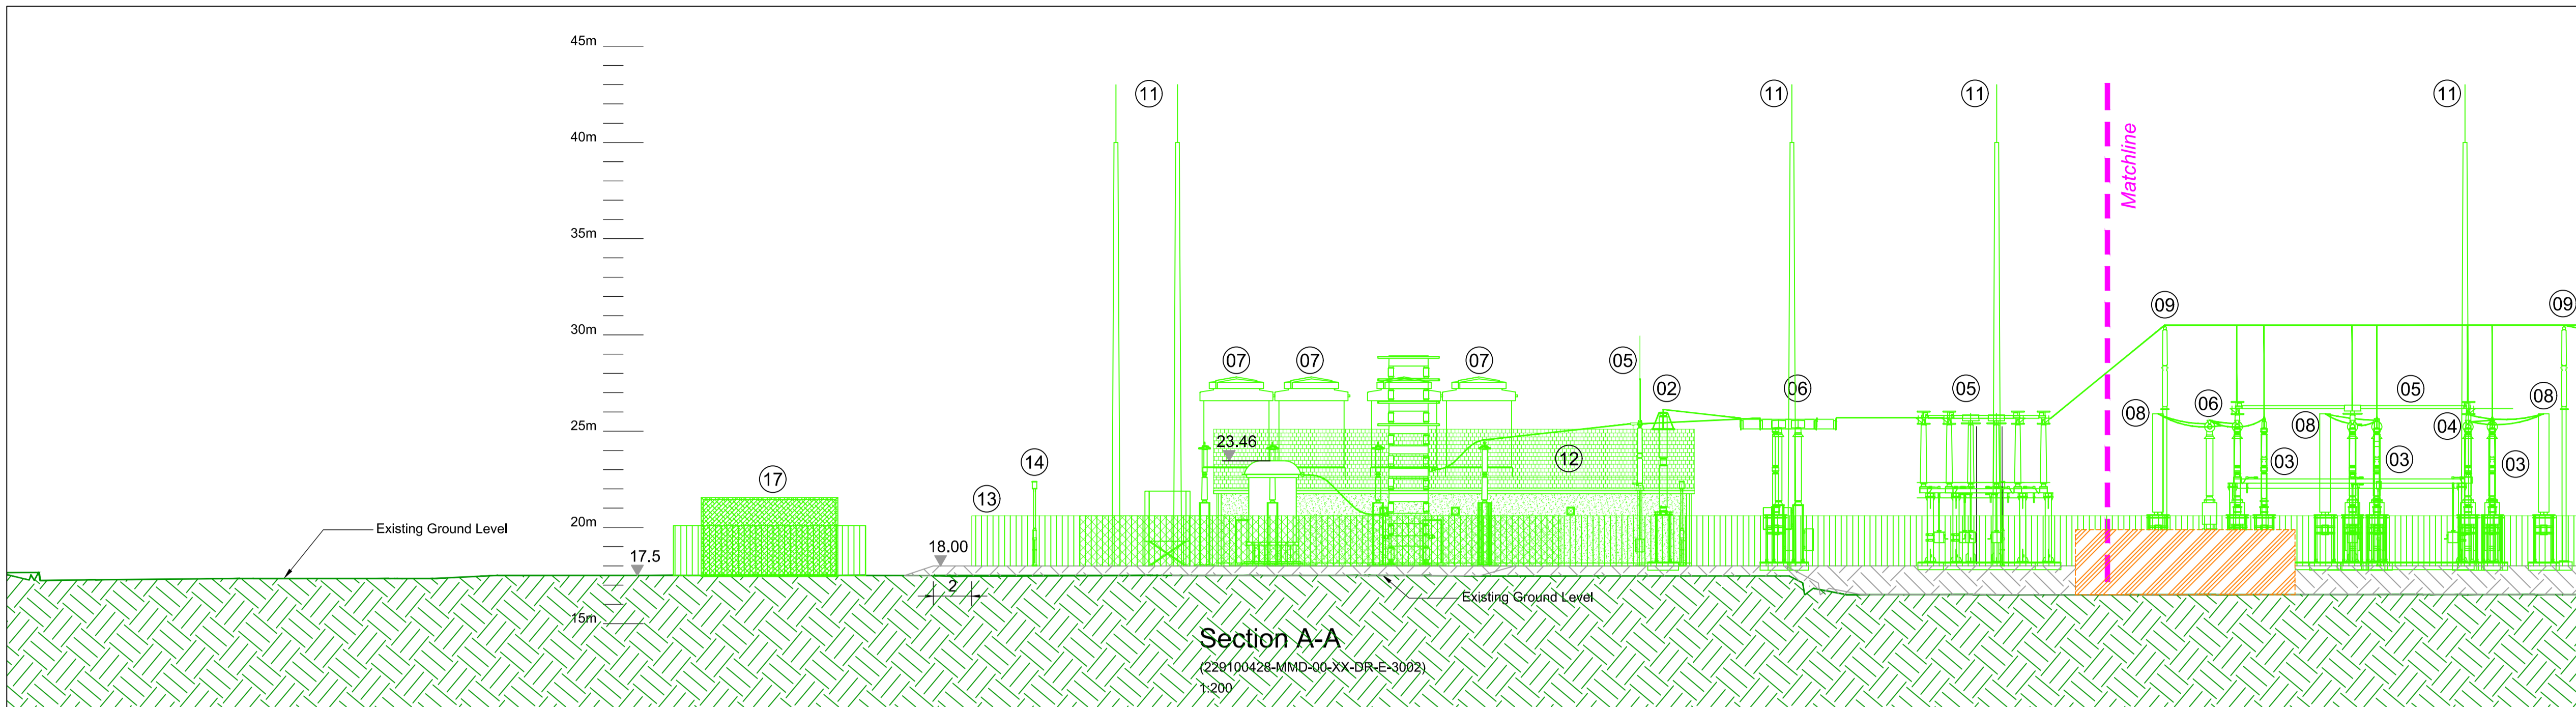 45m
40m
35m
30m
25m
20m
15m
11
11
11
11
Matchline
09
09
07
07
07
05
02
06
05
08
06
08
05
04
08
03
03
03
23.46
12
14
13
17
Existing Ground Level
17.5
18.00
2
Existing Ground Level
Section A-A
(229100428-MMD-00-XX-DR-E-3002)
1:200